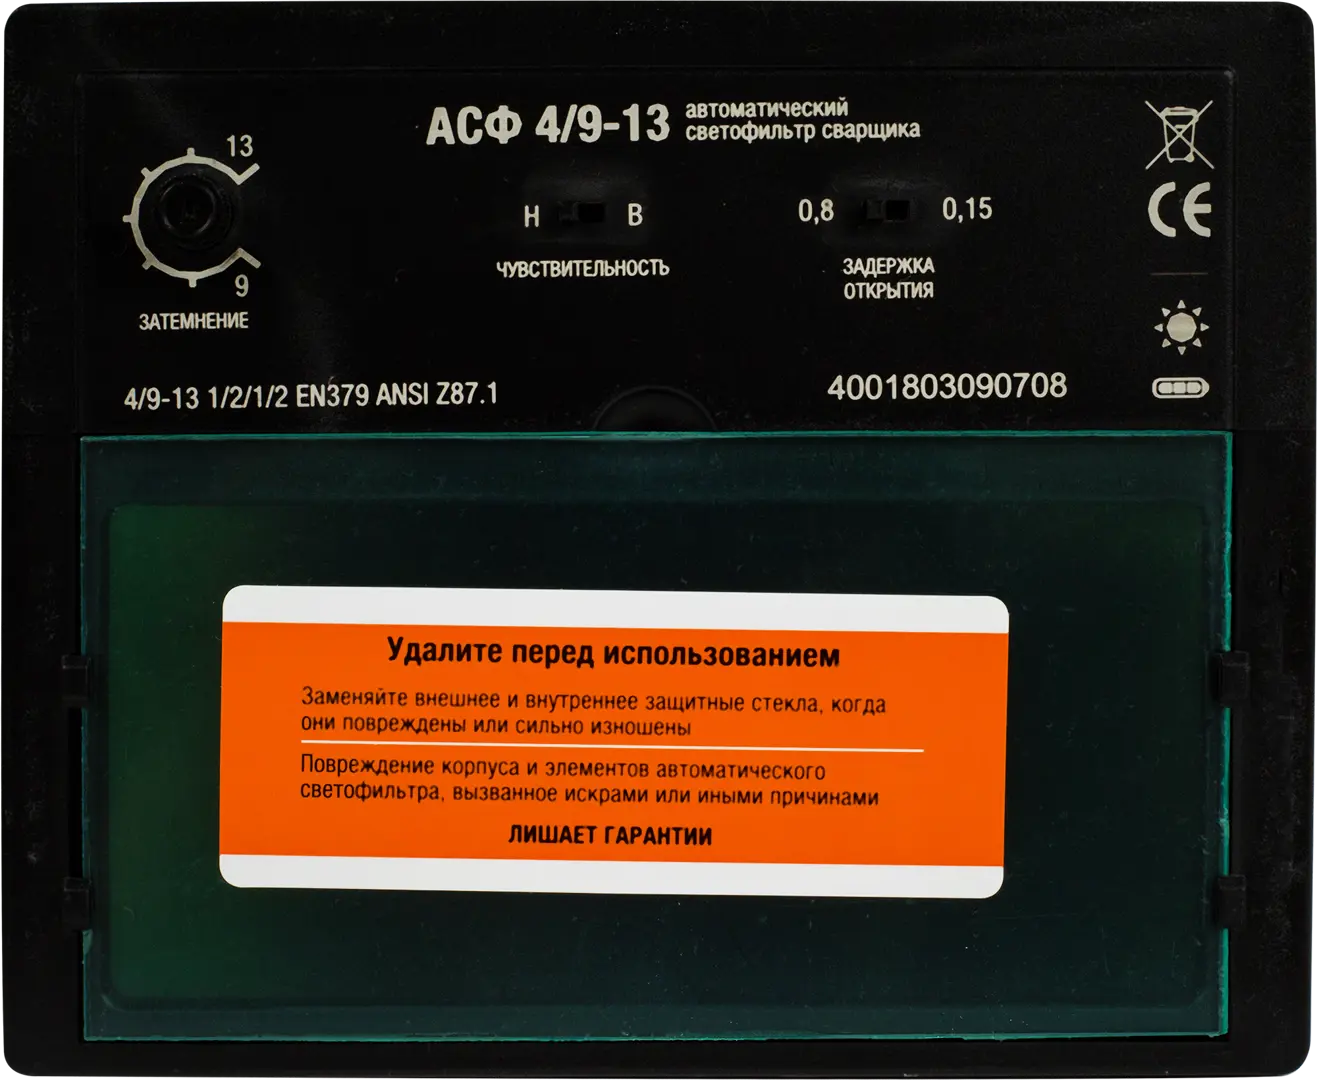 АСФ 4/9-13 автоматический
светофильтр сварщика
13
9
ЗАТЕМНЕНИЕ
Н В
ЧУВСТВИТЕЛЬНОСТЬ
0,8 0,15
ЗАДЕРЖКА
ОТКРЫТИЯ
CE
4/9-13 1/2/1/2 EN379 ANSI Z87.1
4001803090708
Удалите перед использованием
Заменяйте внешнее и внутреннее защитные стекла, когда
они повреждены или сильно изношены
Повреждение корпуса и элементов автоматического
светофильтра, вызванное искрами или иными причинами
ЛИШАЕТ ГАРАНТИИ